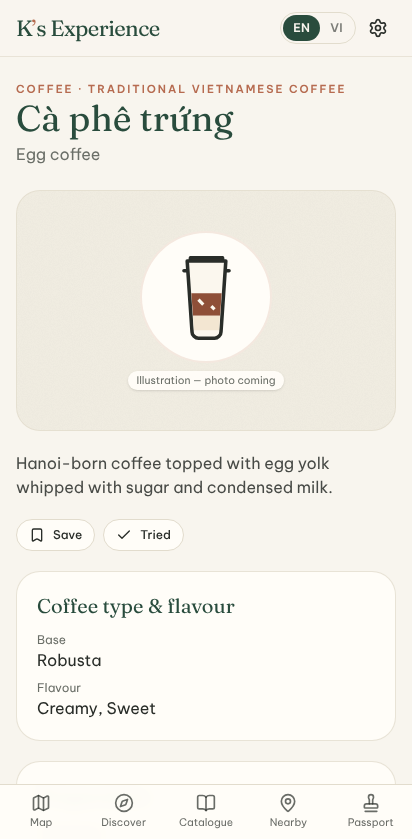 K's Experience
EN VI
COFFEE · TRADITIONAL VIETNAMESE COFFEE
Cà phê trứng
Egg coffee
Illustration — photo coming
Hanoi-born coffee topped with egg yolk
whipped with sugar and condensed milk.
Save
Tried
Coffee type & flavour
Base
Robusta
Flavour
Creamy, Sweet
Map
Discover
Catalogue
Nearby
Passport